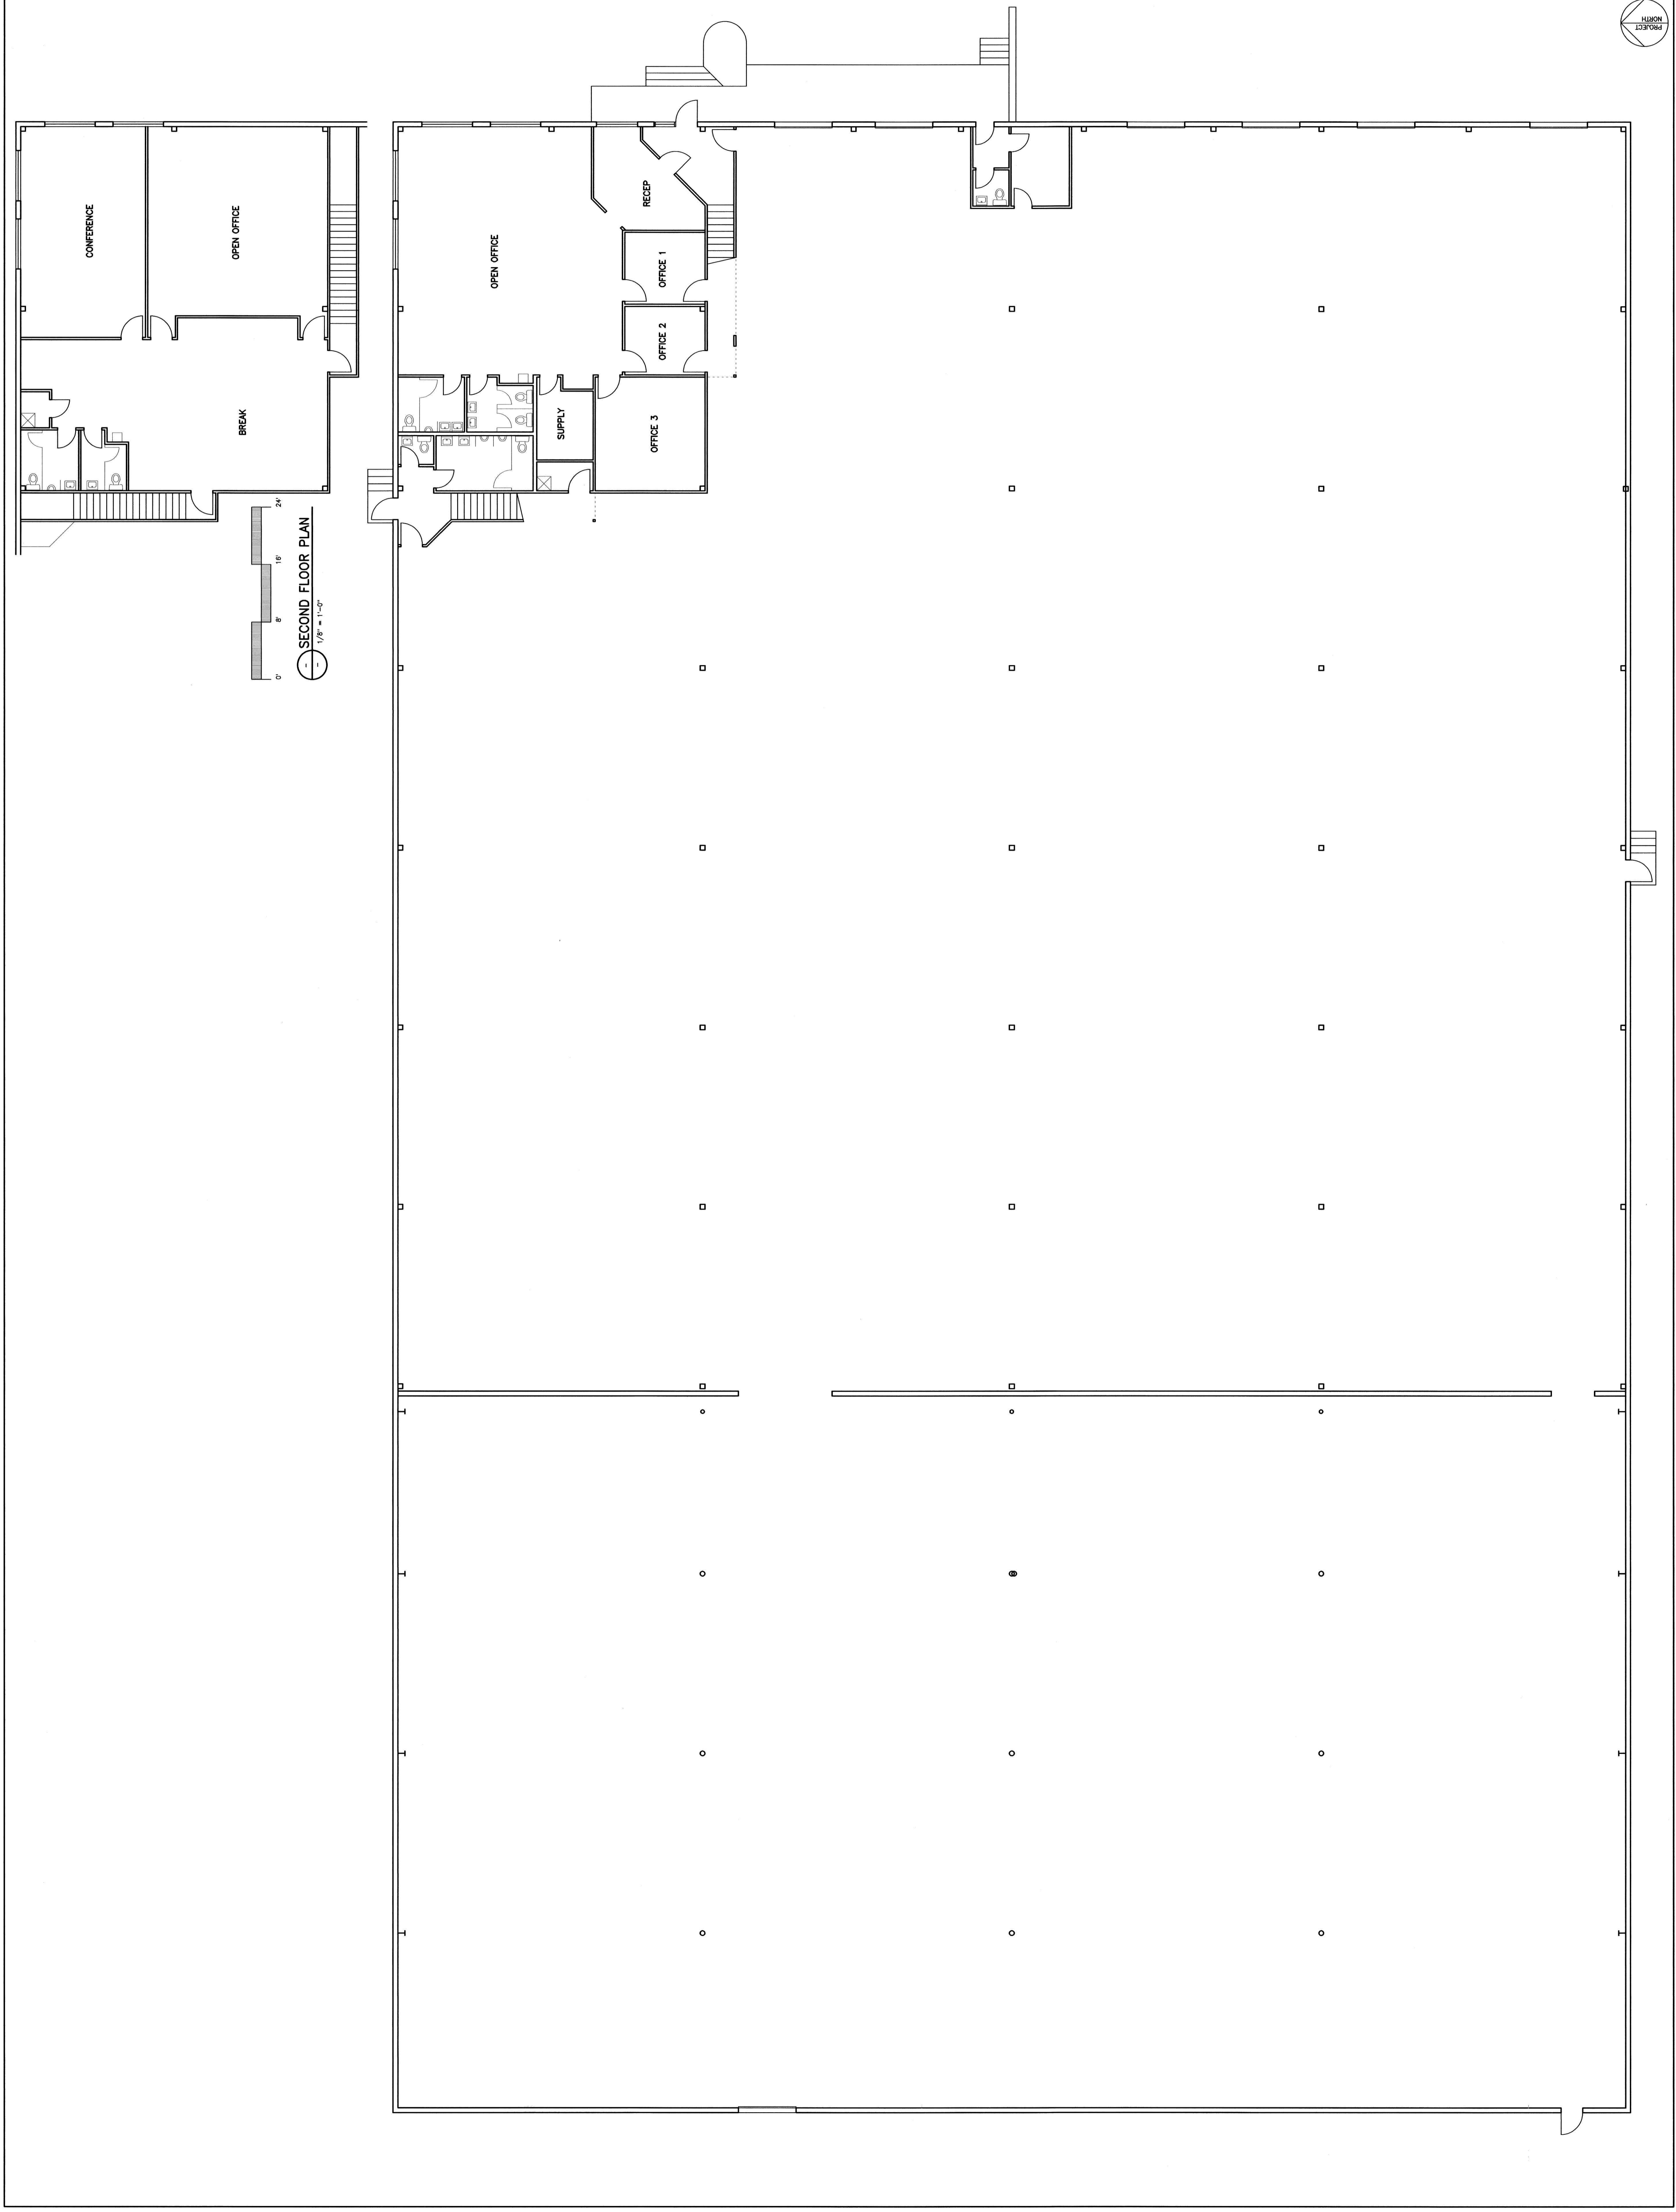 PROJECT
NORTH
CONFERENCE
OPEN OFFICE
BREAK
0'
8'
16'
24'
-
-
SECOND FLOOR PLAN
1/8" = 1'-0"
OPEN OFFICE
RECEP
OFFICE 1
OFFICE 2
SUPPLY
OFFICE 3